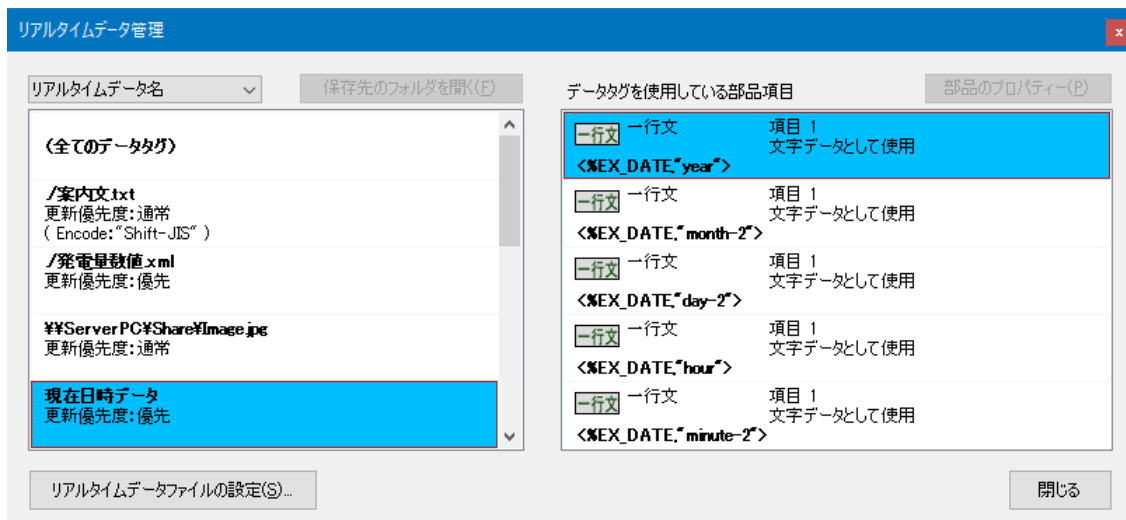 リアルタイムデータ管理
x
リアルタイムデータ名
保存先のフォルダを開く(F)
〈全てのデータタグ〉
/案内文.txt
更新優先度:通常
( Encode:"Shift-JIS" )
/発電量数値.xml
更新優先度:優先
¥¥ServerPC¥Share¥Image.jpg
更新優先度:通常
現在日時データ
更新優先度:優先
リアルタイムデータファイルの設定(S)...
データタグを使用している部品項目
部品のプロパティー(P)
一行文 一行文 項目 1
文字データとして使用
<%EX_DATE,"year">
一行文 一行文 項目 1
文字データとして使用
<%EX_DATE,"month-2">
一行文 一行文 項目 1
文字データとして使用
<%EX_DATE,"day-2">
一行文 一行文 項目 1
文字データとして使用
<%EX_DATE,"hour">
一行文 一行文 項目 1
文字データとして使用
<%EX_DATE,"minute-2">
閉じる